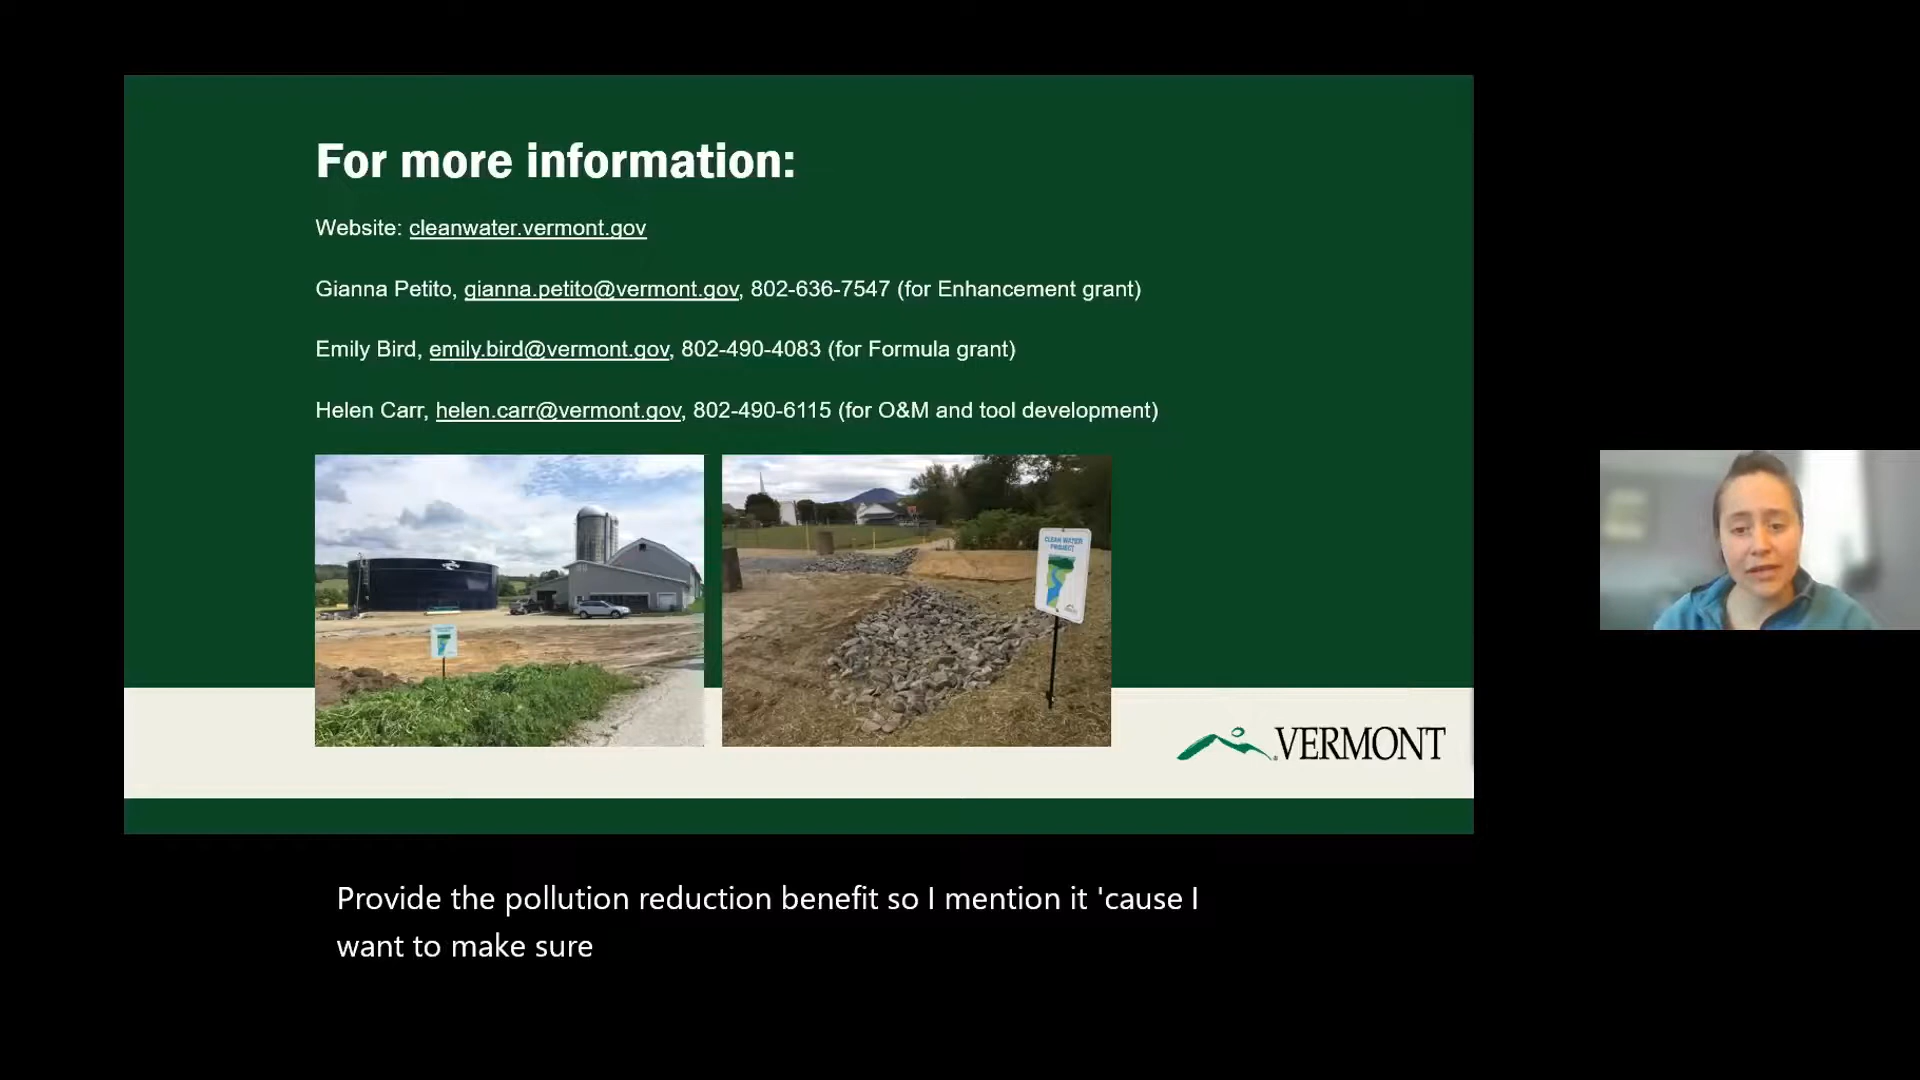 For more information:
Website: cleanwater.vermont.gov
Gianna Petito, gianna.petito@vermont.gov, 802-636-7547 (for Enhancement grant)
Emily Bird, emily.bird@vermont.gov, 802-490-4083 (for Formula grant)
Helen Carr, helen.carr@vermont.gov, 802-490-6115 (for O&M and tool development)
CLEAN WATER
PROJECT
VERMONT
Provide the pollution reduction benefit so I mention it 'cause I
want to make sure